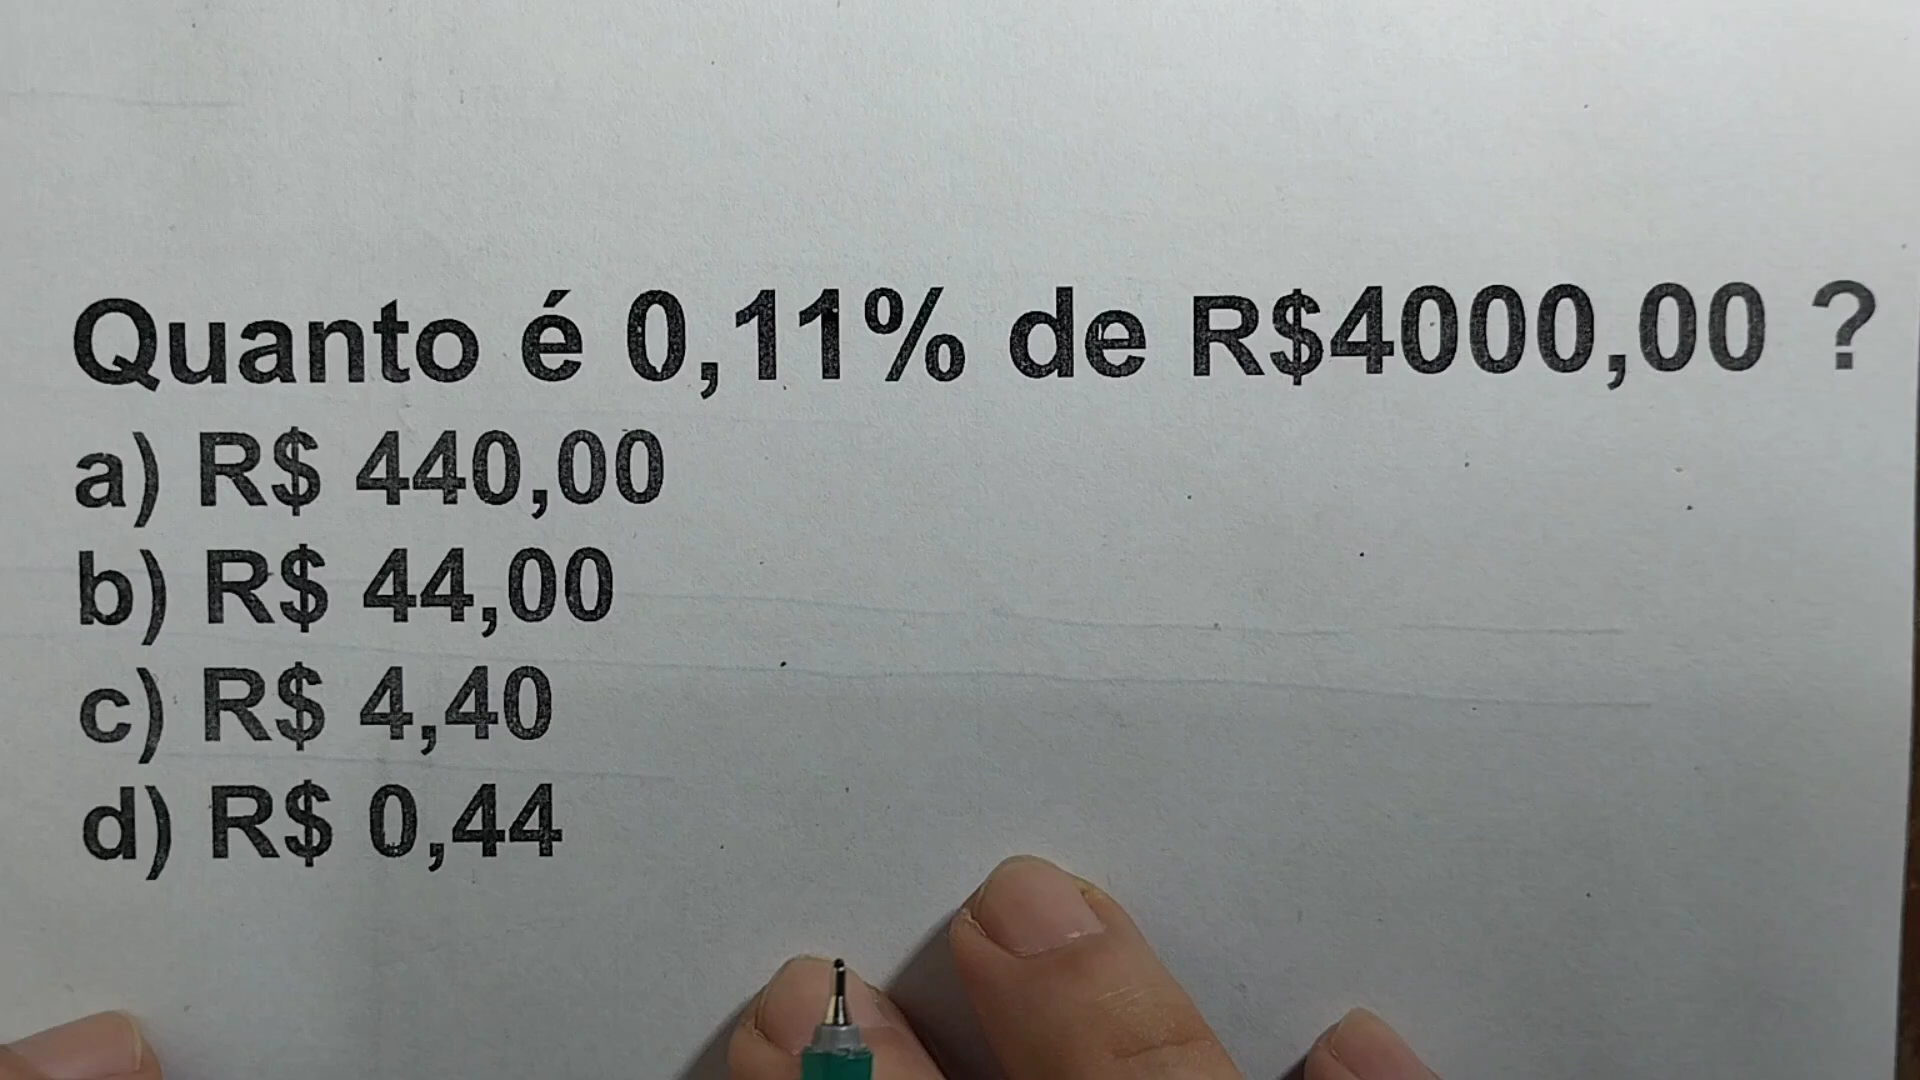 Quanto é 0,11% de R$4000,00 ?
a) R$ 440,00
b) R$ 44,00
c) R$ 4,40
d) R$ 0,44